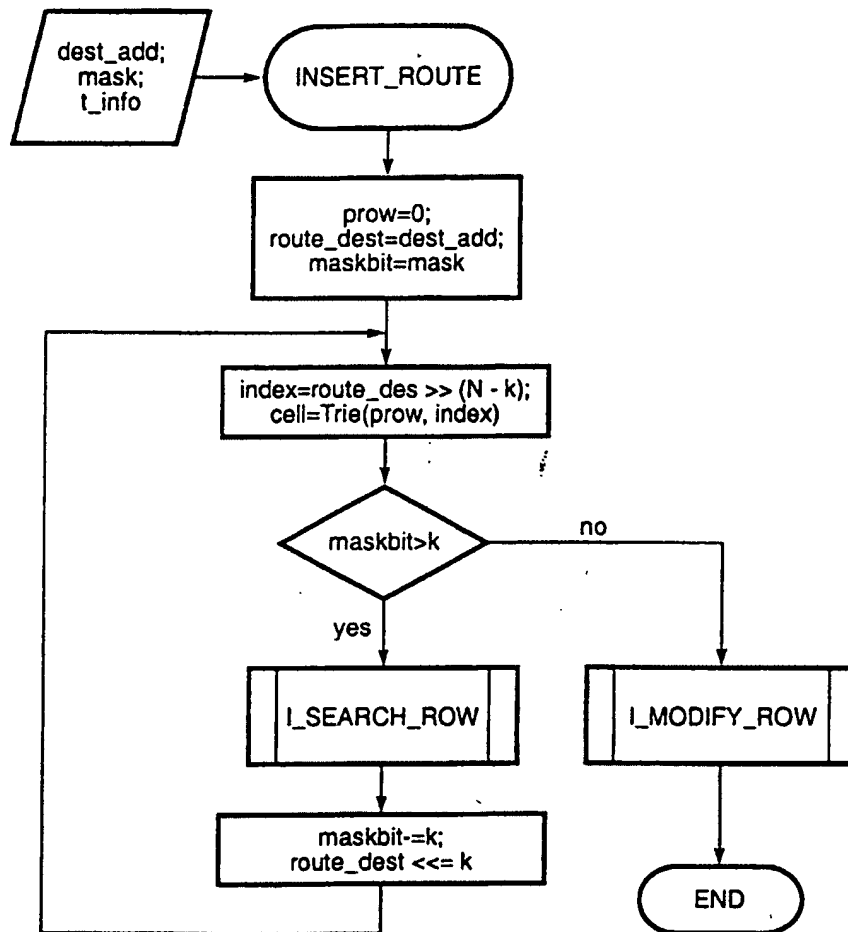 dest_add;
mask;
t_info
INSERT_ROUTE
prow=0;
route_dest=dest_add;
maskbit=mask
index=route_des >> (N - k);
cell=Trie(prow, index)
maskbit>k
no
yes
I_SEARCH_ROW
I_MODIFY_ROW
maskbit-=k;
route_dest <<= k
END